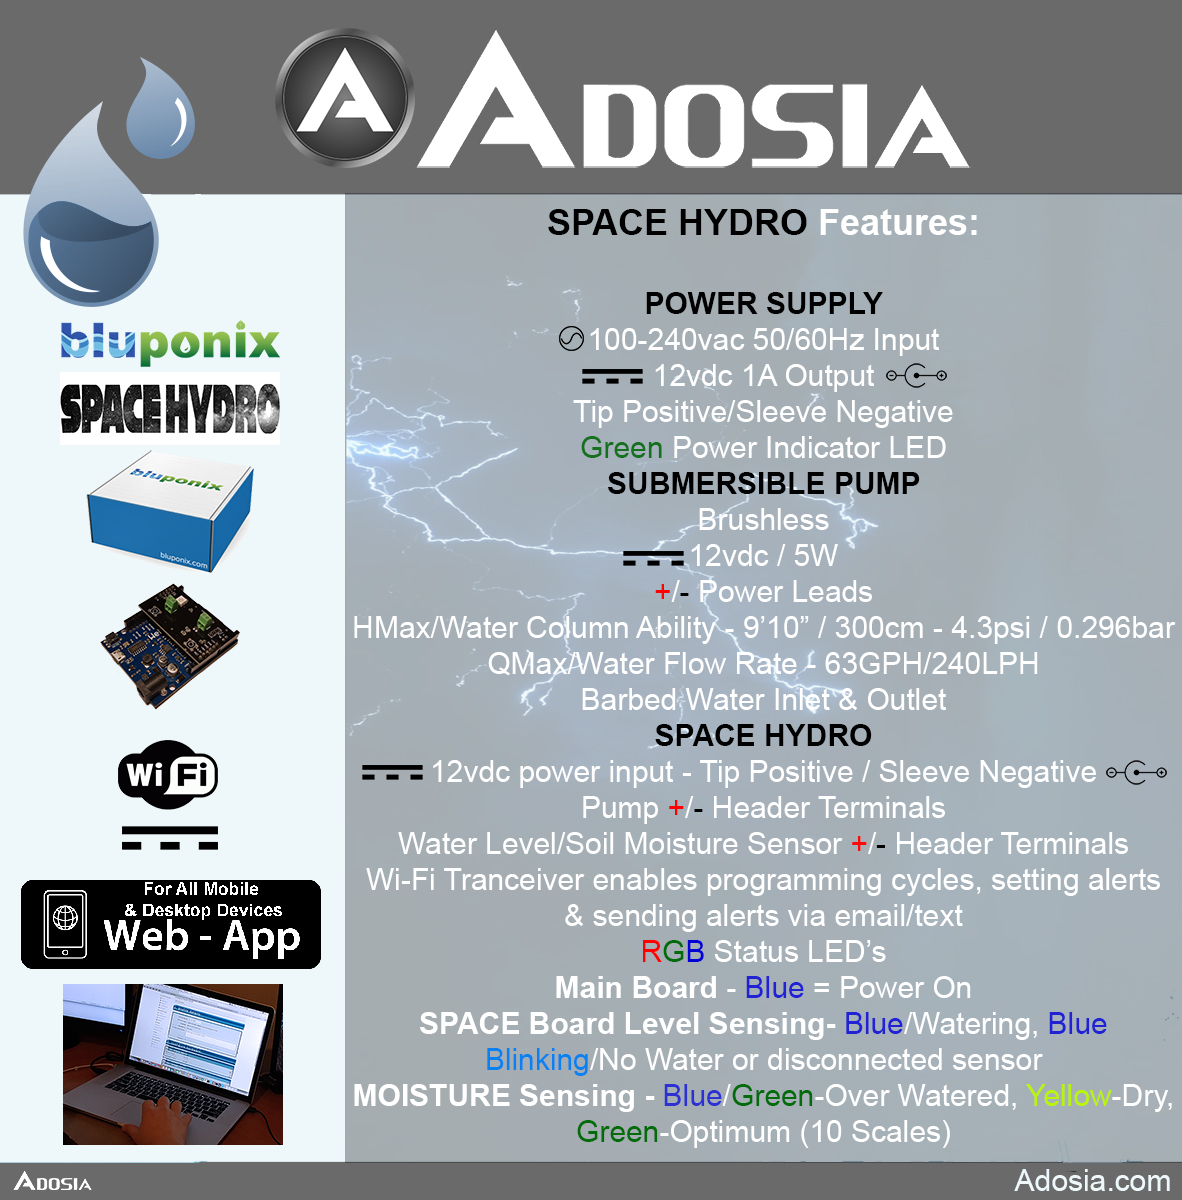 A ADOSIA
SPACE HYDRO Features:
POWER SUPPLY
100-240vac 50/60Hz Input
12vdc 1A Output
Tip Positive/Sleeve Negative
Green Power Indicator LED
SUBMERSIBLE PUMP
Brushless
12vdc / 5W
+/- Power Leads
HMax/Water Column Ability - 9’10” / 300cm - 4.3psi / 0.296bar
QMax/Water Flow Rate - 63GPH/240LPH
Barbed Water Inlet & Outlet
SPACE HYDRO
12vdc power input - Tip Positive / Sleeve Negative
Pump +/- Header Terminals
Water Level/Soil Moisture Sensor +/- Header Terminals
Wi-Fi Tranceiver enables programming cycles, setting alerts
& sending alerts via email/text
RGB Status LED’s
Main Board - Blue = Power On
SPACE Board Level Sensing- Blue/Watering, Blue
Blinking/No Water or disconnected sensor
MOISTURE Sensing - Blue/Green-Over Watered, Yellow-Dry,
Green-Optimum (10 Scales)
bluponix
SPACE HYDRO
bluponix
bluponix.com
Wi Fi
For All Mobile
& Desktop Devices
Web - App
ADOSIA
Adosia.com